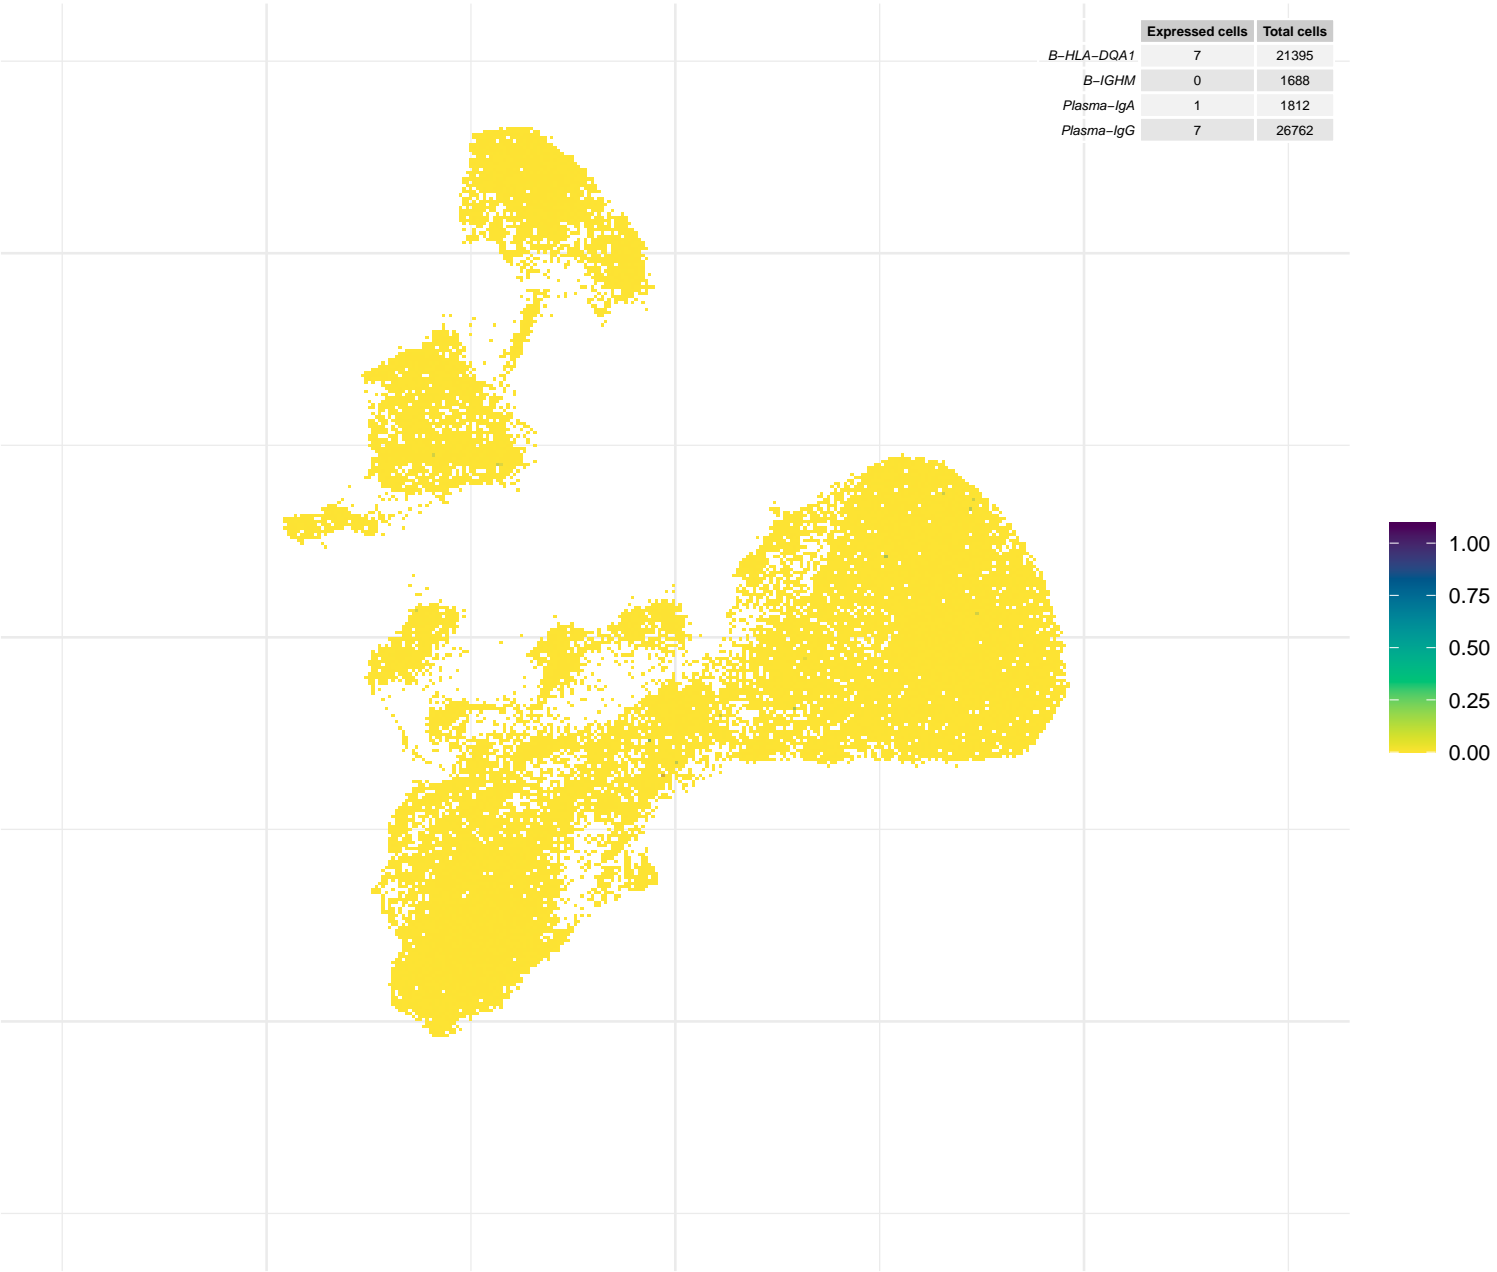 Expressed cells Total cells
B−HLA−DQA1 7 21395
B−IGHM 0 1688
Plasma−IgA 1 1812
Plasma−IgG 7 26762
1.00
0.75
0.50
0.25
0.00